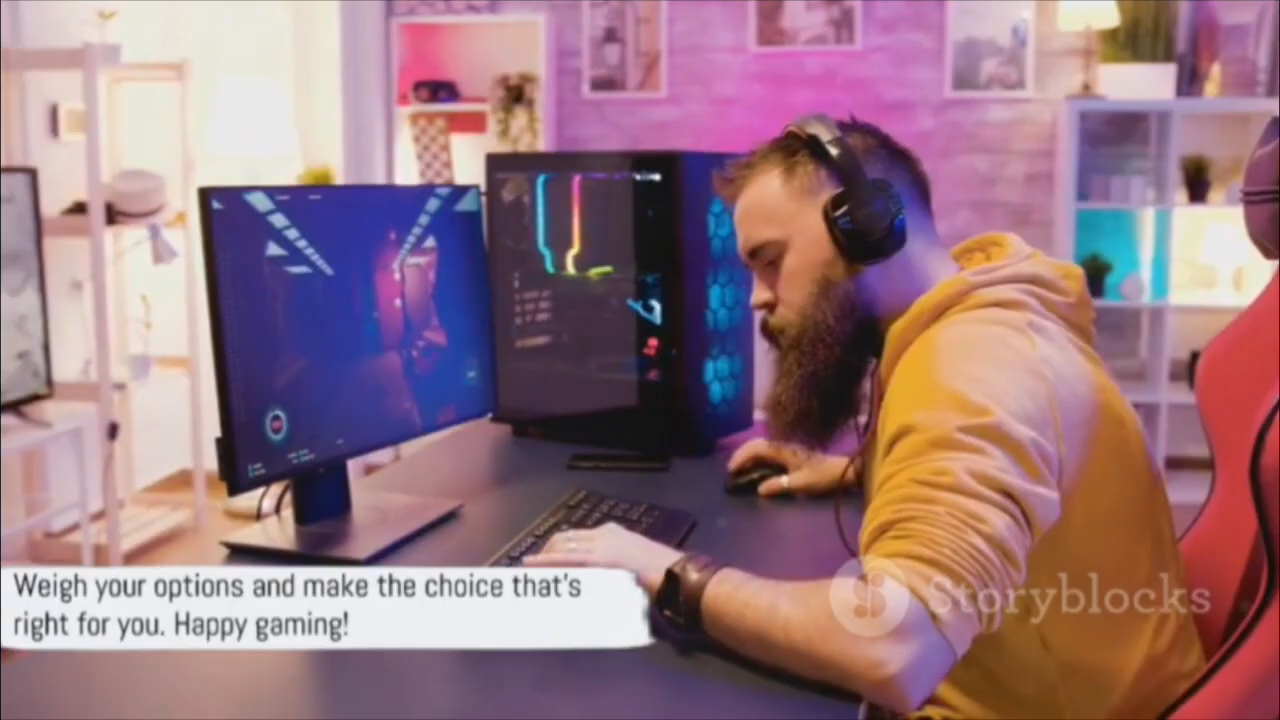 Weigh your options and make the choice that's
right for you. Happy gaming!
Storyblocks